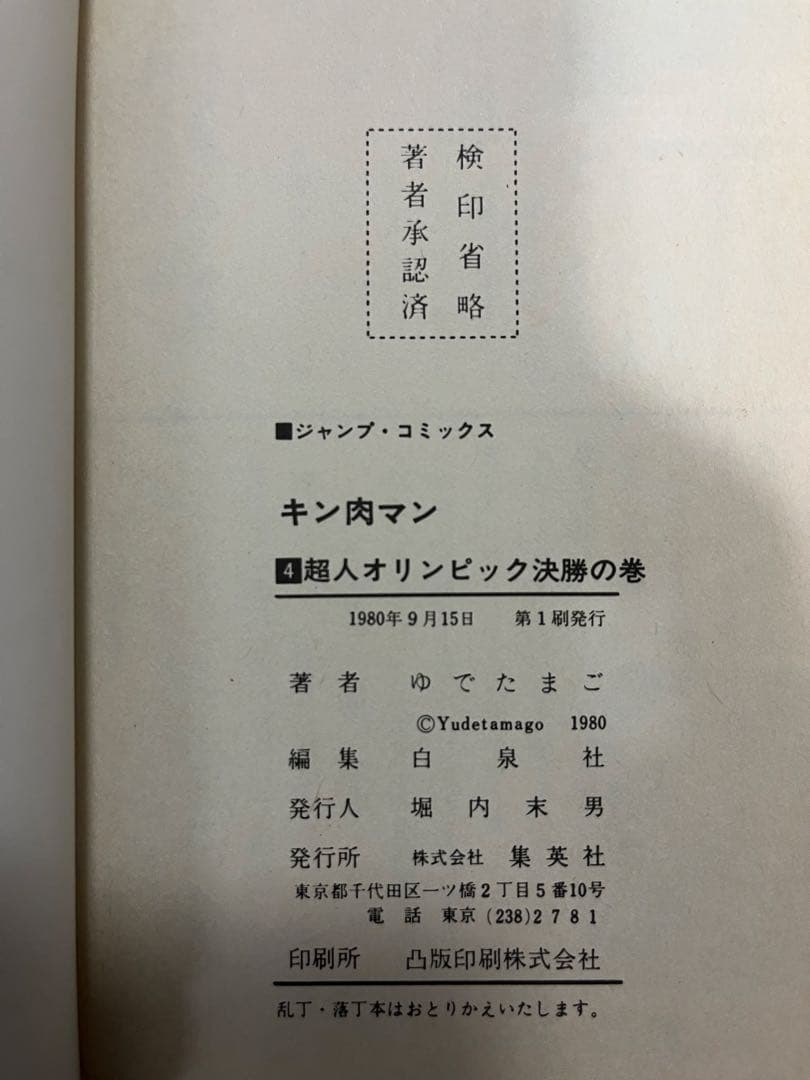 検印省略
著者承認済
■ジャンプ・コミックス
キン肉マン
4超人オリンピック決勝の巻
1980年9月15日　第1刷発行
著者　ゆでたまご
©Yudetamago 1980
編集　白泉社
発行人　堀内末男
発行所　株式会社 集英社
東京都千代田区一ツ橋2丁目5番10号
電話　東京 (238)2781
印刷所　凸版印刷株式会社
乱丁・落丁本はおとりかえいたします。